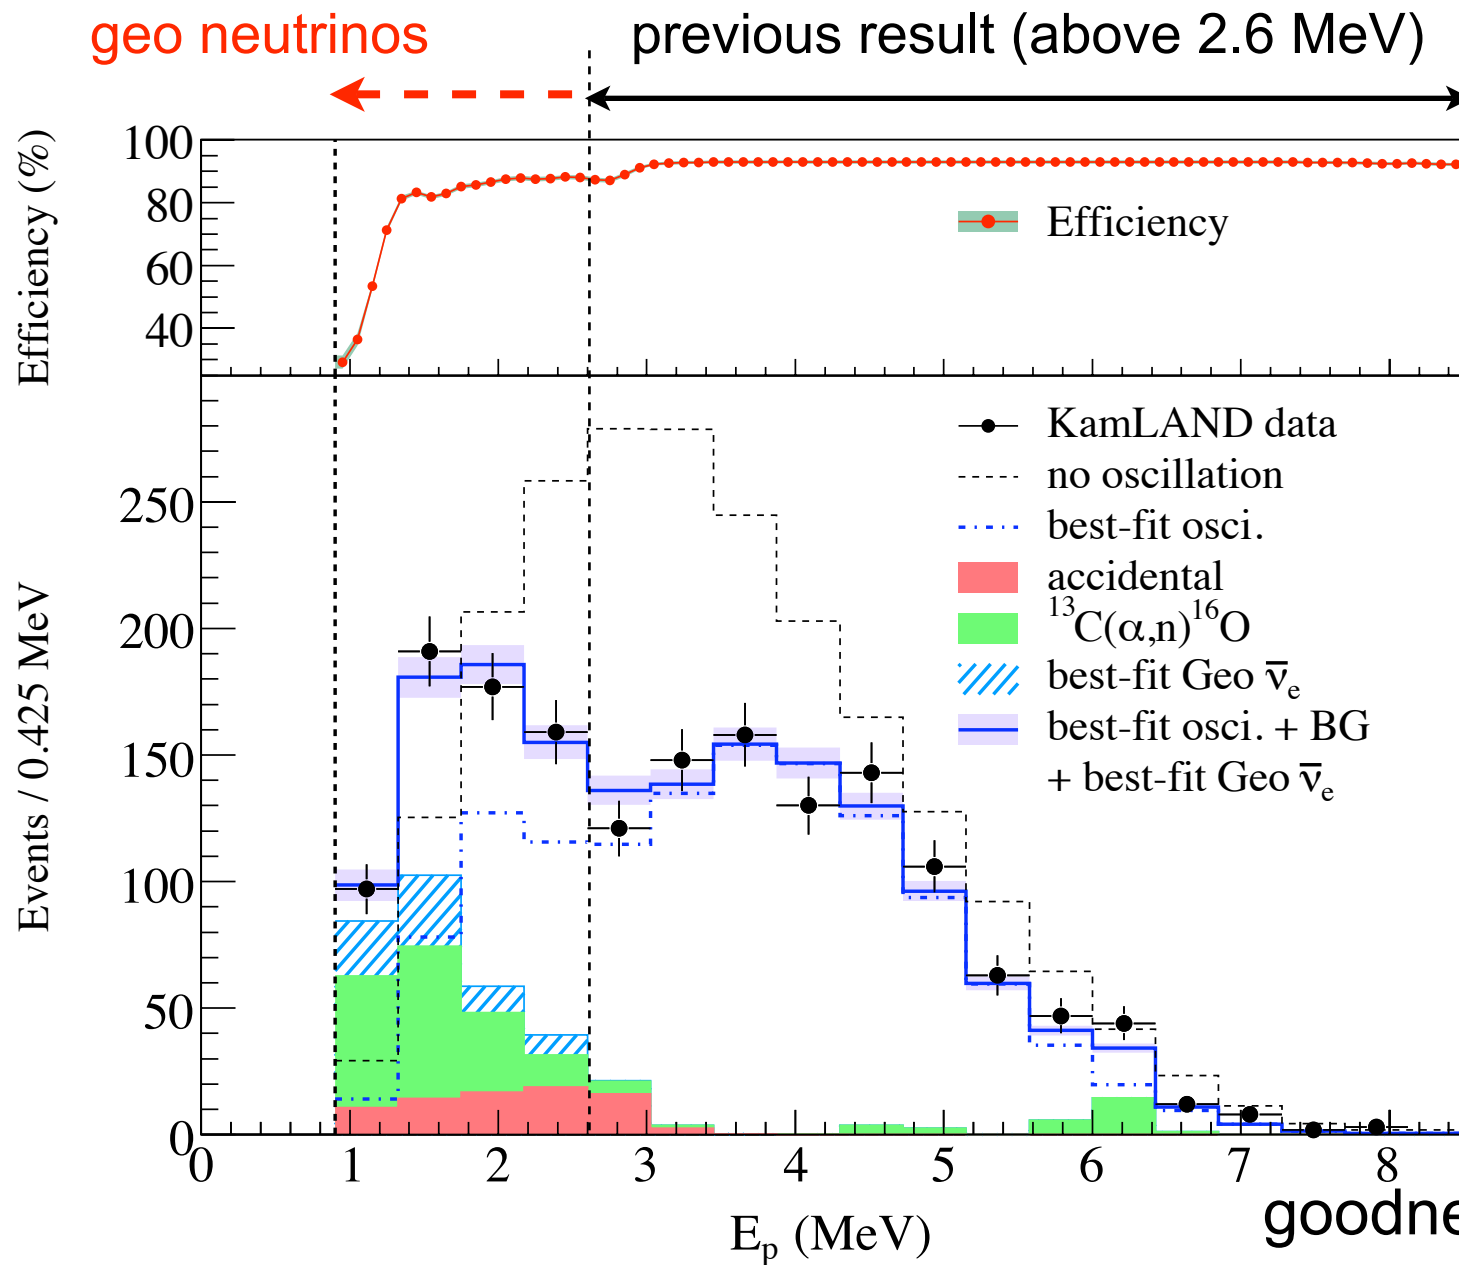 geo neutrinos
previous result (above 2.6 MeV)
Efficiency (%)
100
80
60
40
Efficiency
Events / 0.425 MeV
250
200
150
100
50
0
KamLAND data
no oscillation
best-fit osci.
accidental
¹³C(α,n)¹⁶O
best-fit Geo ν̅ₑ
best-fit osci. + BG
+ best-fit Geo ν̅ₑ
0 1 2 3 4 5 6 7 8
Eₚ (MeV)
goodne